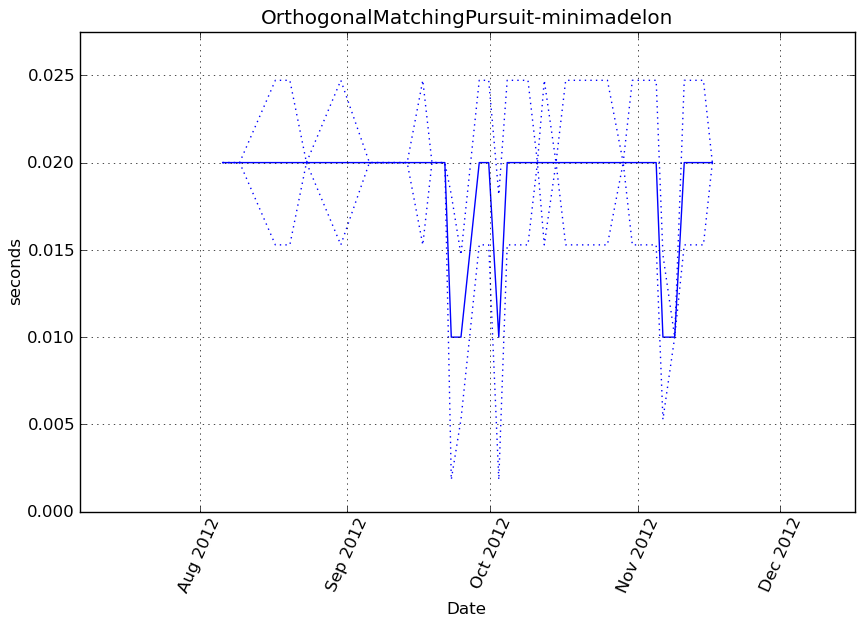 OrthogonalMatchingPursuit-minimadelon
0.025
0.020
0.015
0.010
0.005
0.000
seconds
Aug 2012
Sep 2012
Oct 2012
Nov 2012
Dec 2012
Date